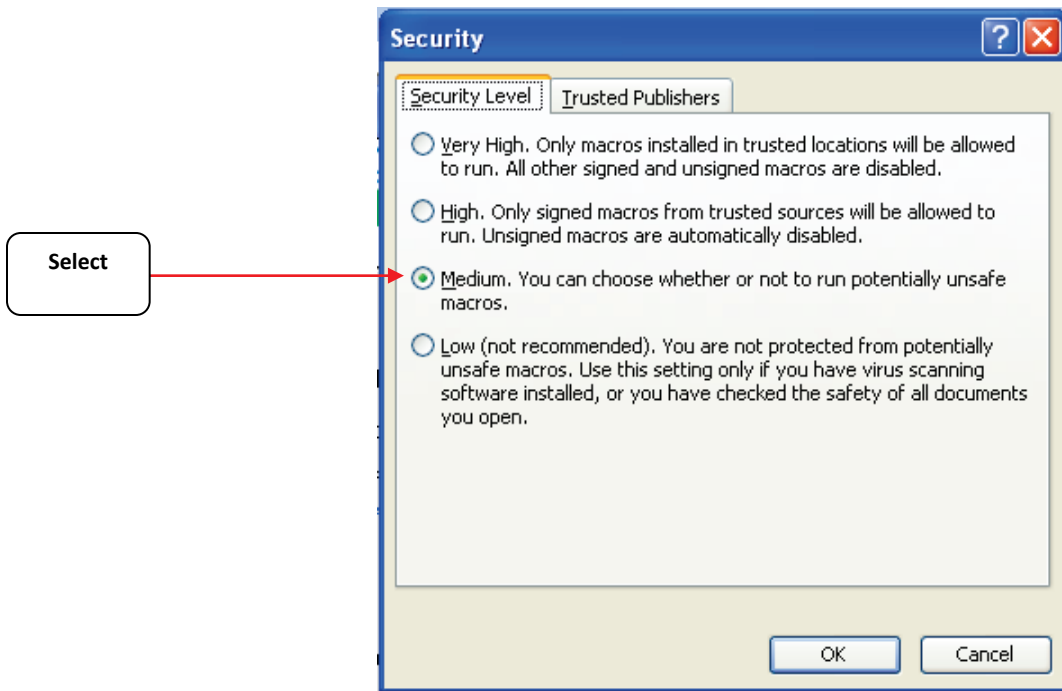 Security
Security Level
Trusted Publishers
Very High. Only macros installed in trusted locations will be allowed
to run. All other signed and unsigned macros are disabled.
High. Only signed macros from trusted sources will be allowed to
run. Unsigned macros are automatically disabled.
Select
Medium. You can choose whether or not to run potentially unsafe
macros.
Low (not recommended). You are not protected from potentially
unsafe macros. Use this setting only if you have virus scanning
software installed, or you have checked the safety of all documents
you open.
OK
Cancel